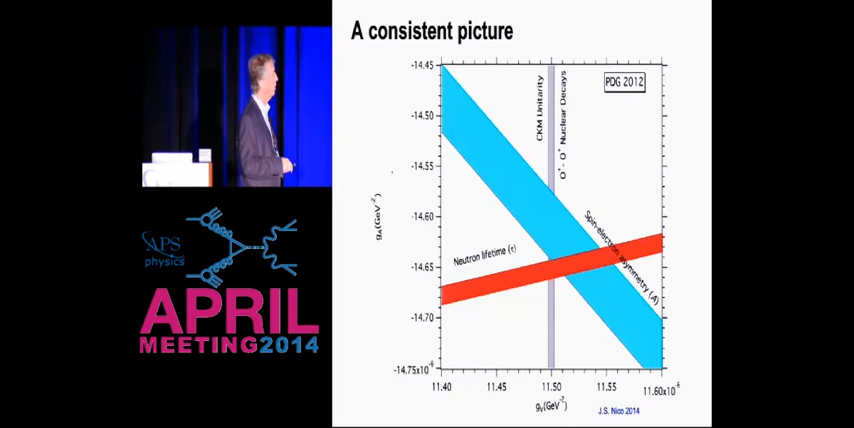 A consistent picture
-14.45
PDG 2012
-14.50
-14.55
-14.60
-14.65
-14.70
-14.75x10⁻⁶
gA(GeV⁻²)
CKM Unitarity
0⁺- 0⁺ Nuclear Decays
Neutron lifetime (τ)
Spin-electron asymmetry (A)
11.40
11.45
11.50
11.55
11.60x10⁻⁶
gV(GeV⁻²)
J.S. Nico 2014
APS
physics
APRIL
MEETING2014